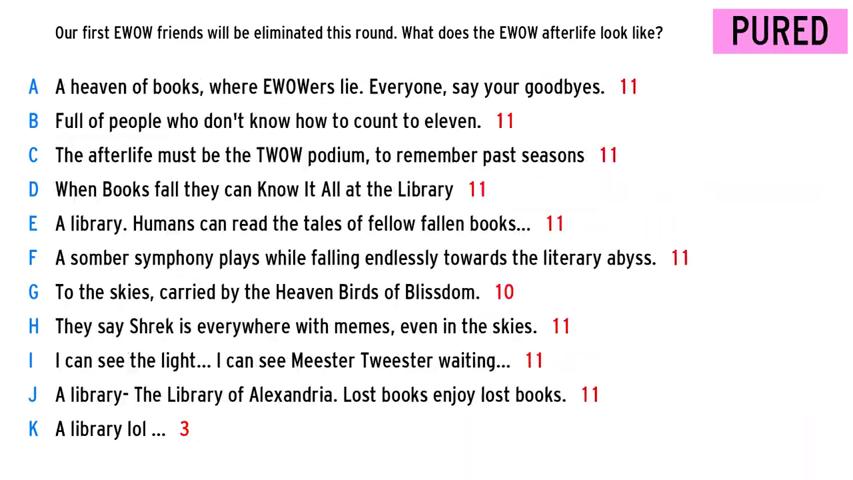 Our first EWOW friends will be eliminated this round. What does the EWOW afterlife look like?
PURED
A A heaven of books, where EWOWers lie. Everyone, say your goodbyes. 11
B Full of people who don't know how to count to eleven. 11
C The afterlife must be the TWOW podium, to remember past seasons 11
D When Books fall they can Know It All at the Library 11
E A library. Humans can read the tales of fellow fallen books... 11
F A somber symphony plays while falling endlessly towards the literary abyss. 11
G To the skies, carried by the Heaven Birds of Blissdom. 10
H They say Shrek is everywhere with memes, even in the skies. 11
I I can see the light... I can see Meester Tweester waiting... 11
J A library- The Library of Alexandria. Lost books enjoy lost books. 11
K A library lol ... 3